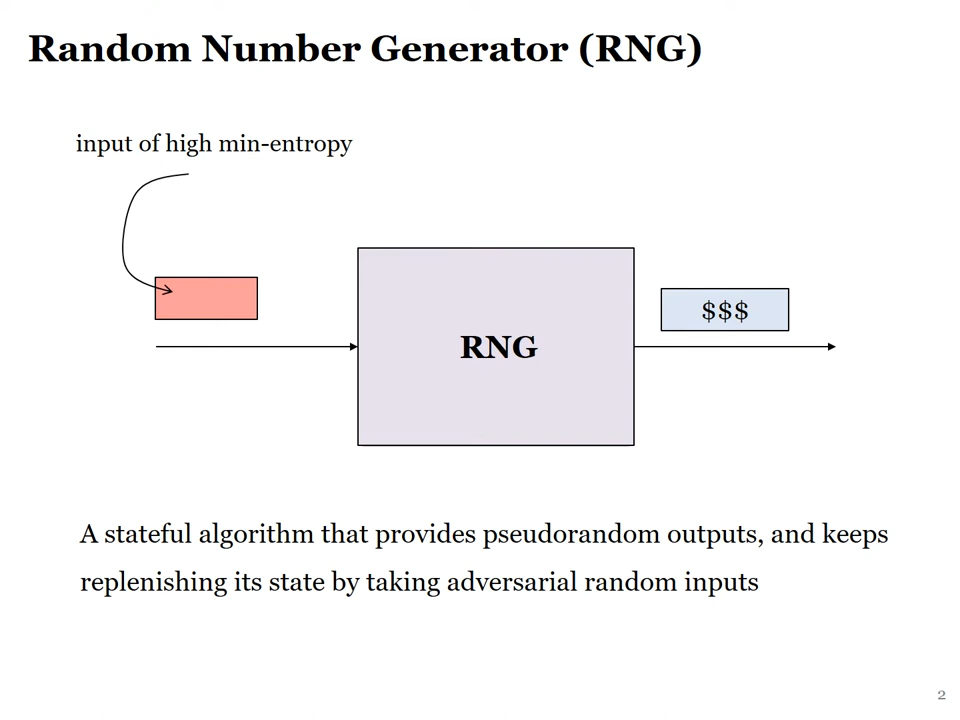 Random Number Generator (RNG)
input of high min-entropy
RNG
$$$
A stateful algorithm that provides pseudorandom outputs, and keeps
replenishing its state by taking adversarial random inputs
2